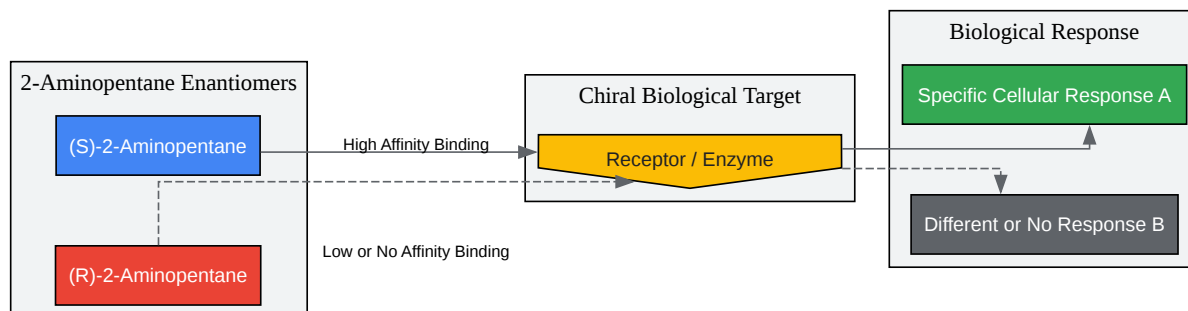 2-Aminopentane Enantiomers
(S)-2-Aminopentane
(R)-2-Aminopentane
High Affinity Binding
Low or No Affinity Binding
Chiral Biological Target
Receptor / Enzyme
Biological Response
Specific Cellular Response A
Different or No Response B